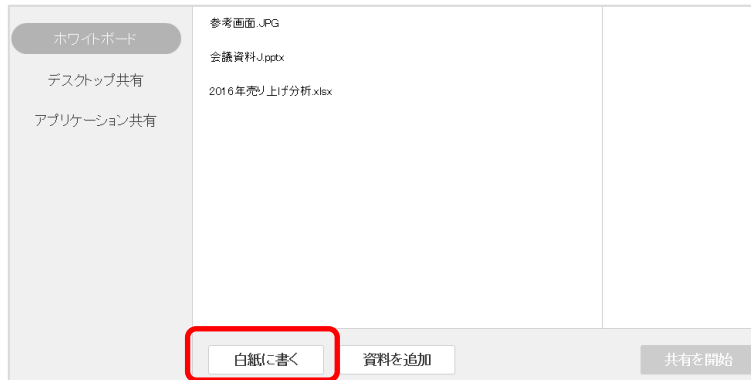 ホワイトボード
デスクトップ共有
アプリケーション共有
参考画面.JPG
会議資料J.pptx
2016年売り上げ分析.xlsx
白紙に書く
資料を追加
共有を開始